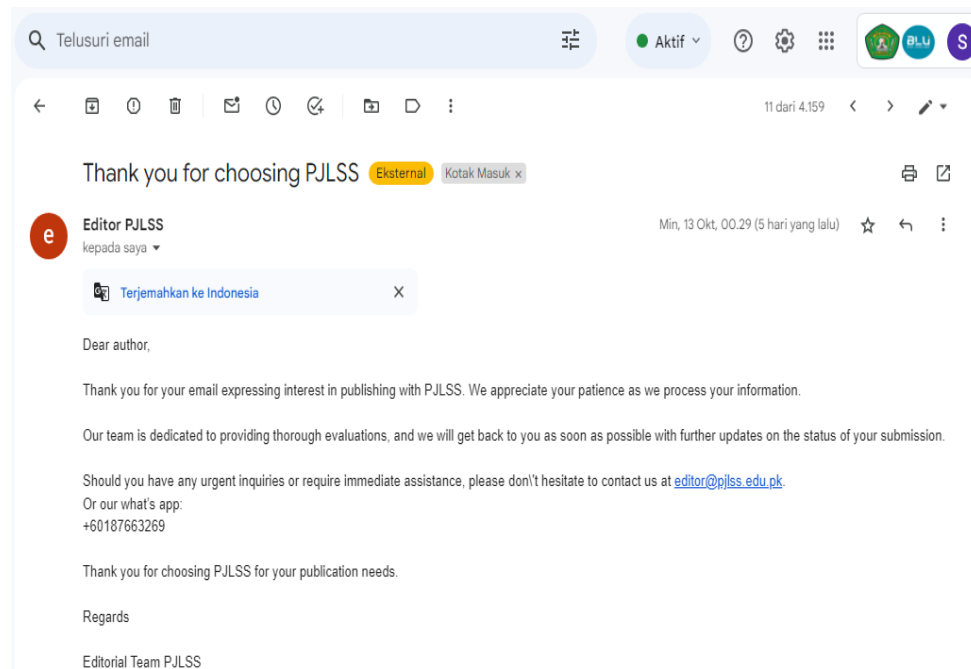 Telusuri email
Aktif
BLU
S
11 dari 4.159
Thank you for choosing PJLSS Eksternal Kotak Masuk ×
e
Editor PJLSS
Min, 13 Okt, 00.29 (5 hari yang lalu)
kepada saya
Terjemahkan ke Indonesia X
Dear author,
Thank you for your email expressing interest in publishing with PJLSS. We appreciate your patience as we process your information.
Our team is dedicated to providing thorough evaluations, and we will get back to you as soon as possible with further updates on the status of your submission.
Should you have any urgent inquiries or require immediate assistance, please don\'t hesitate to contact us at editor@pjlss.edu.pk.
Or our what's app:
+60187663269
Thank you for choosing PJLSS for your publication needs.
Regards
Editorial Team PJLSS